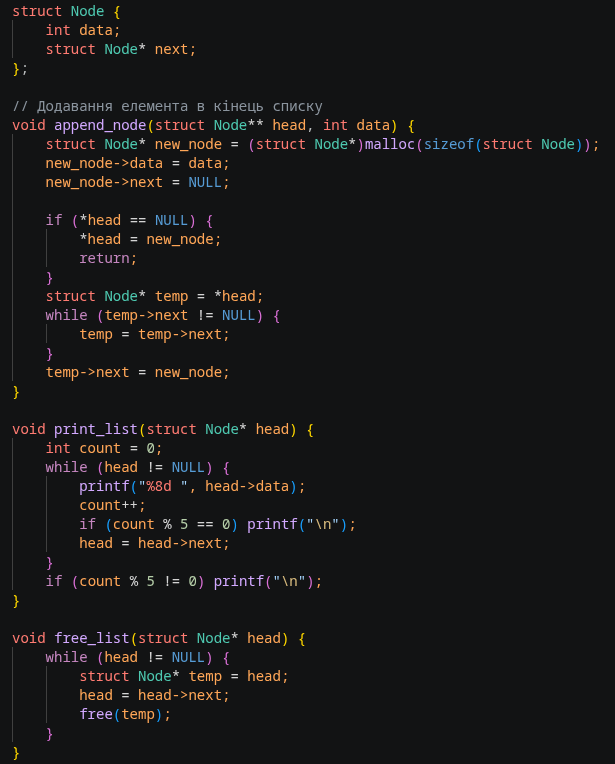 struct Node {
    int data;
    struct Node* next;
};

// Додавання елемента в кінець списку
void append_node(struct Node** head, int data) {
    struct Node* new_node = (struct Node*)malloc(sizeof(struct Node));
    new_node->data = data;
    new_node->next = NULL;

    if (*head == NULL) {
        *head = new_node;
        return;
    }
    struct Node* temp = *head;
    while (temp->next != NULL) {
        temp = temp->next;
    }
    temp->next = new_node;
}

void print_list(struct Node* head) {
    int count = 0;
    while (head != NULL) {
        printf("%8d ", head->data);
        count++;
        if (count % 5 == 0) printf("\n");
        head = head->next;
    }
    if (count % 5 != 0) printf("\n");
}

void free_list(struct Node* head) {
    while (head != NULL) {
        struct Node* temp = head;
        head = head->next;
        free(temp);
    }
}